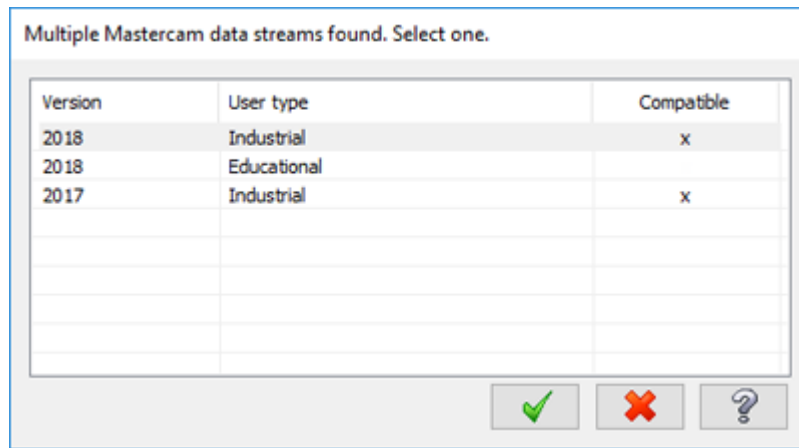 Multiple Mastercam data streams found. Select one.
Version User type Compatible
2018 Industrial x
2018 Educational
2017 Industrial x